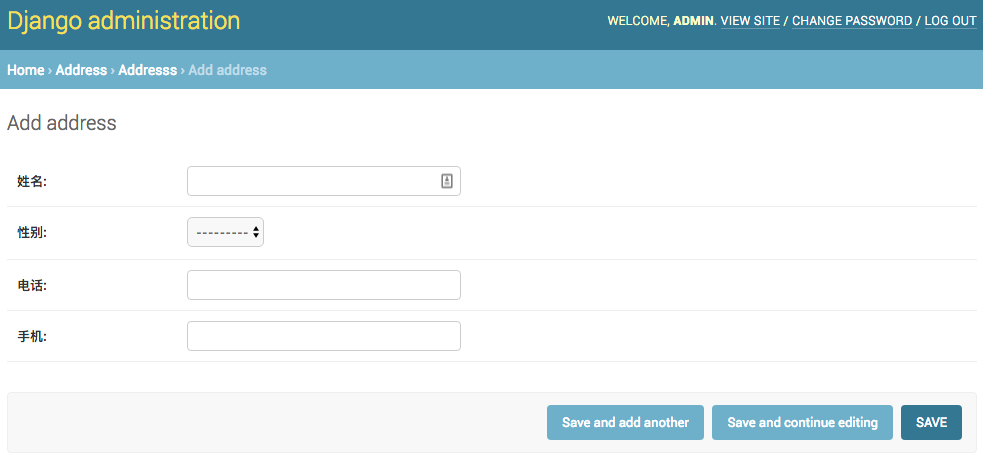 Django administration
WELCOME, ADMIN. VIEW SITE / CHANGE PASSWORD / LOG OUT
Home › Address › Addresss › Add address
Add address
姓名:
性别:
---------
电话:
手机:
Save and add another
Save and continue editing
SAVE